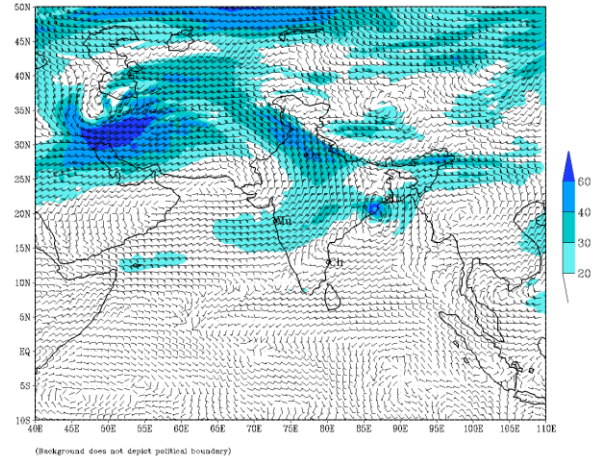 50N
45N
40N
35N
30N
25N
20N
15N
10N
5N
EQ
5S
10S
Mu
Ch
60
40
30
20
40E 45E 50E 55E 60E 65E 70E 75E 80E 85E 90E 95E 100E 105E 110E
(Background does not depict political boundary)